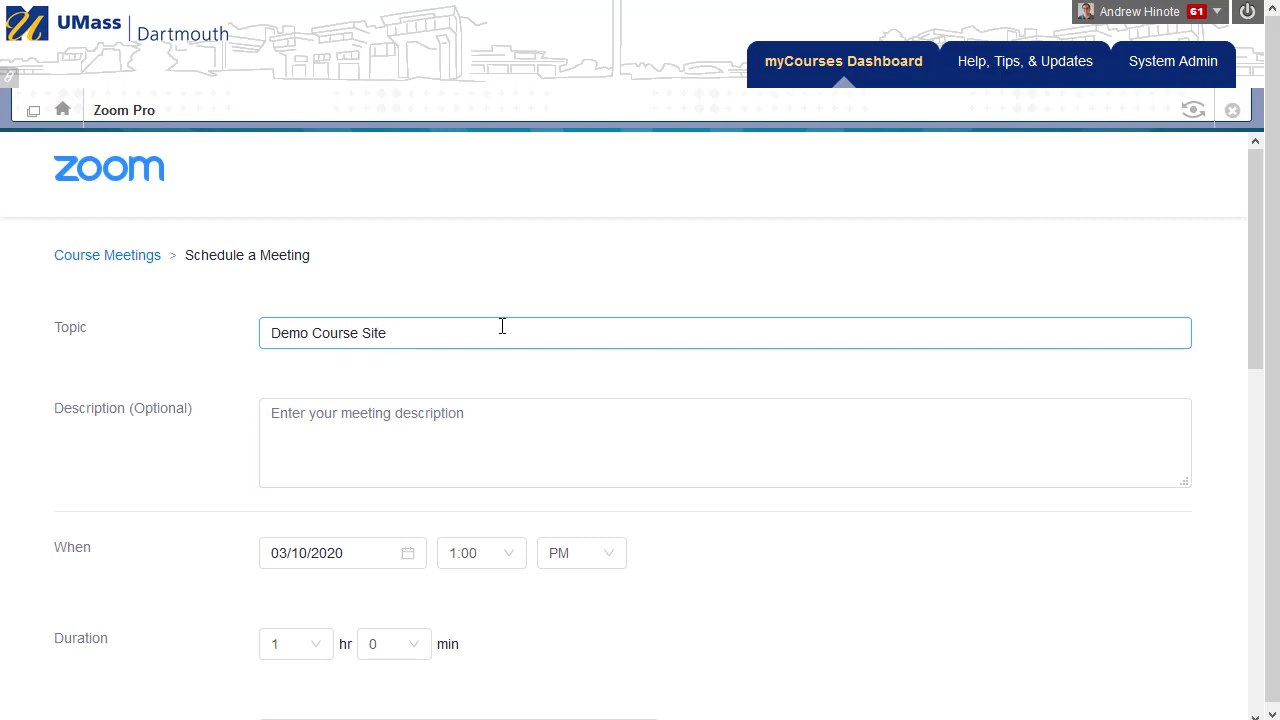 Andrew Hinote 61
UMass
Dartmouth
myCourses Dashboard
Help, Tips, & Updates
System Admin
Zoom Pro
zoom
Course Meetings > Schedule a Meeting
Topic
Demo Course Site
Description (Optional)
Enter your meeting description
When
03/10/2020
1:00
PM
Duration
1
hr
0
min